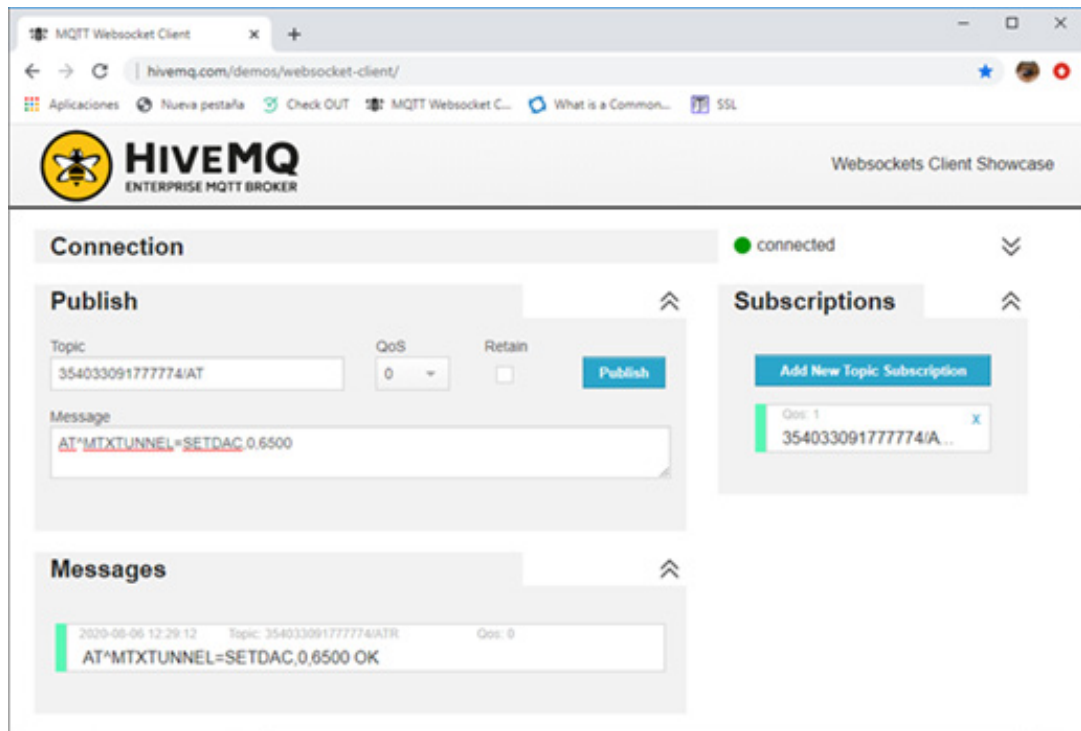 MQTT Websocket Client
hivemq.com/demos/websocket-client/
Aplicaciones Nueva pestaña Check OUT MQTT Websocket C... What is a Common... SSL
HIVEMQ
ENTERPRISE MQTT BROKER
Websockets Client Showcase
Connection
connected
Publish
Subscriptions
Topic QoS Retain
354033091777774/AT 0 Publish
Add New Topic Subscription
Message
AT^MTXTUNNEL=SETDAC,0,6500
Qos: 1
x
354033091777774/A...
Messages
2020-08-06 12:29:12 Topic: 354033091777774/ATR Qos: 0
AT^MTXTUNNEL=SETDAC,0,6500 OK